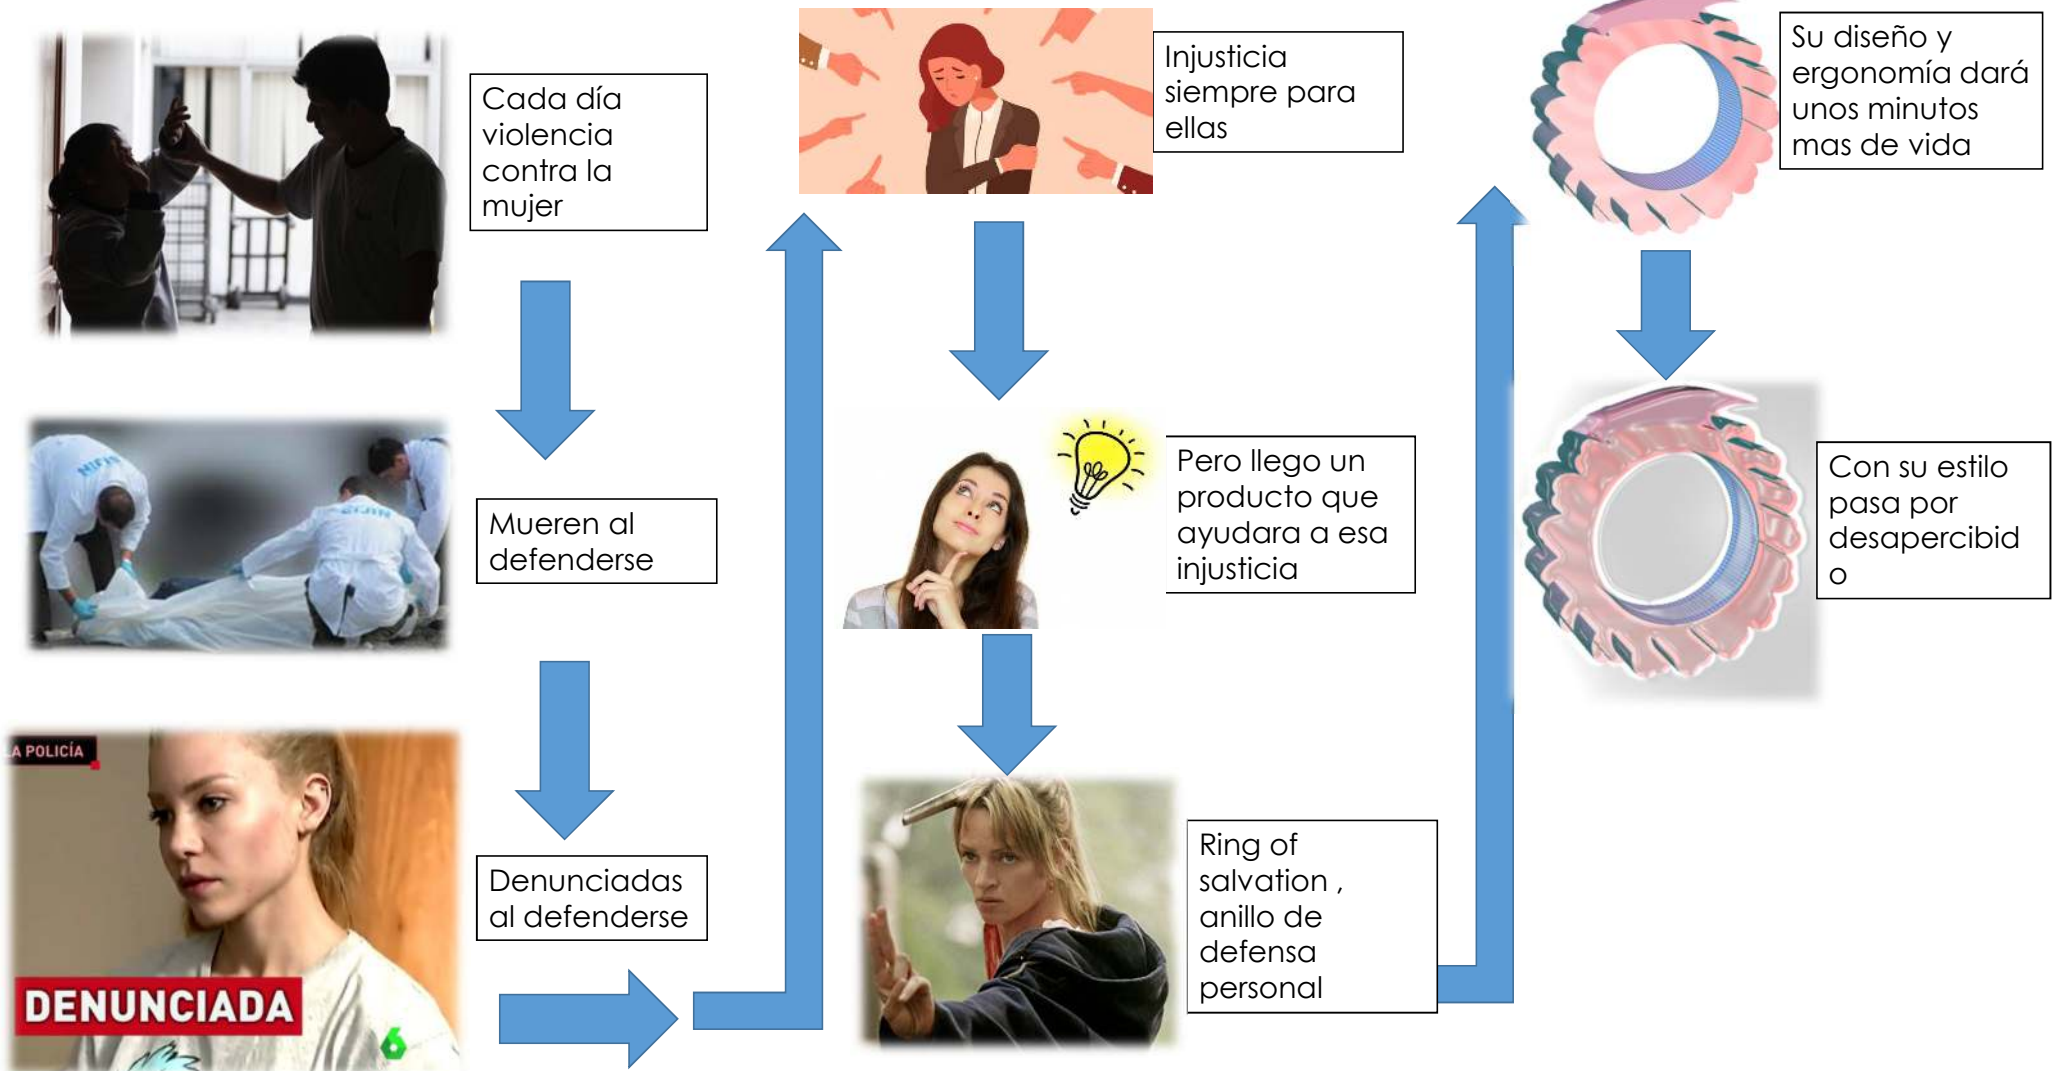 Cada día
violencia
contra la
mujer
Mueren al
defenderse
A POLICÍA
DENUNCIADA
6
Denunciadas
al defenderse
Injusticia
siempre para
ellas
Pero llego un
producto que
ayudara a esa
injusticia
Ring of
salvation ,
anillo de
defensa
personal
Su diseño y
ergonomía dará
unos minutos
mas de vida
Con su estilo
pasa por
desapercibid
o